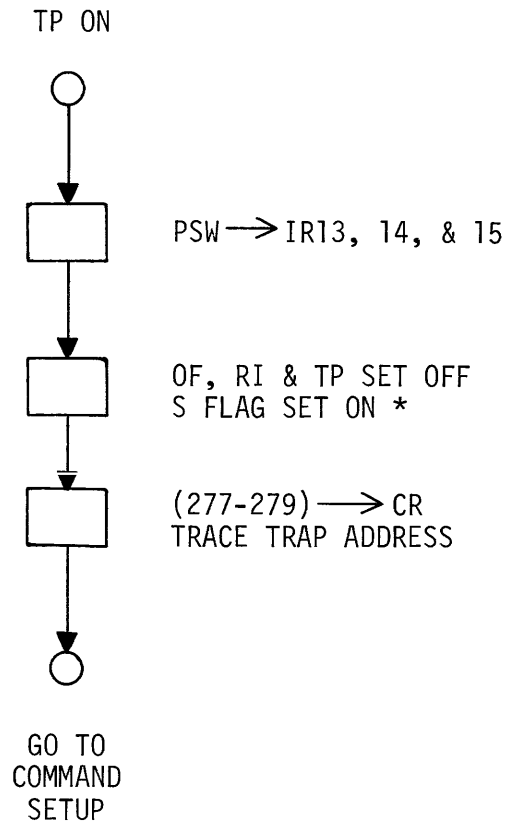 TP ON
PSW → IR13, 14, & 15
OF, RI & TP SET OFF
S FLAG SET ON *
(277-279) → CR
TRACE TRAP ADDRESS
GO TO
COMMAND
SETUP